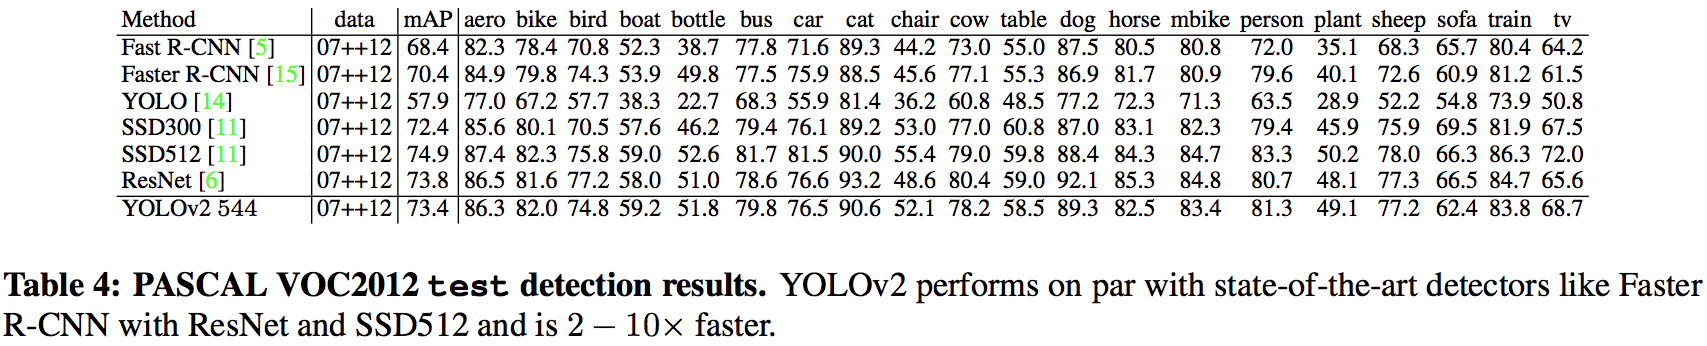 Method data mAP aero bike bird boat bottle bus car cat chair cow table dog horse mbike person plant sheep sofa train tv
Fast R-CNN [5] 07++12 68.4 82.3 78.4 70.8 52.3 38.7 77.8 71.6 89.3 44.2 73.0 55.0 87.5 80.5 80.8 72.0 35.1 68.3 65.7 80.4 64.2
Faster R-CNN [15] 07++12 70.4 84.9 79.8 74.3 53.9 49.8 77.5 75.9 88.5 45.6 77.1 55.3 86.9 81.7 80.9 79.6 40.1 72.6 60.9 81.2 61.5
YOLO [14] 07++12 57.9 77.0 67.2 57.7 38.3 22.7 68.3 55.9 81.4 36.2 60.8 48.5 77.2 72.3 71.3 63.5 28.9 52.2 54.8 73.9 50.8
SSD300 [11] 07++12 72.4 85.6 80.1 70.5 57.6 46.2 79.4 76.1 89.2 53.0 77.0 60.8 87.0 83.1 82.3 79.4 45.9 75.9 69.5 81.9 67.5
SSD512 [11] 07++12 74.9 87.4 82.3 75.8 59.0 52.6 81.7 81.5 90.0 55.4 79.0 59.8 88.4 84.3 84.7 83.3 50.2 78.0 66.3 86.3 72.0
ResNet [6] 07++12 73.8 86.5 81.6 77.2 58.0 51.0 78.6 76.6 93.2 48.6 80.4 59.0 92.1 85.3 84.8 80.7 48.1 77.3 66.5 84.7 65.6
YOLOv2 544 07++12 73.4 86.3 82.0 74.8 59.2 51.8 79.8 76.5 90.6 52.1 78.2 58.5 89.3 82.5 83.4 81.3 49.1 77.2 62.4 83.8 68.7
Table 4: PASCAL VOC2012 test detection results. YOLOv2 performs on par with state-of-the-art detectors like Faster
R-CNN with ResNet and SSD512 and is 2 − 10× faster.